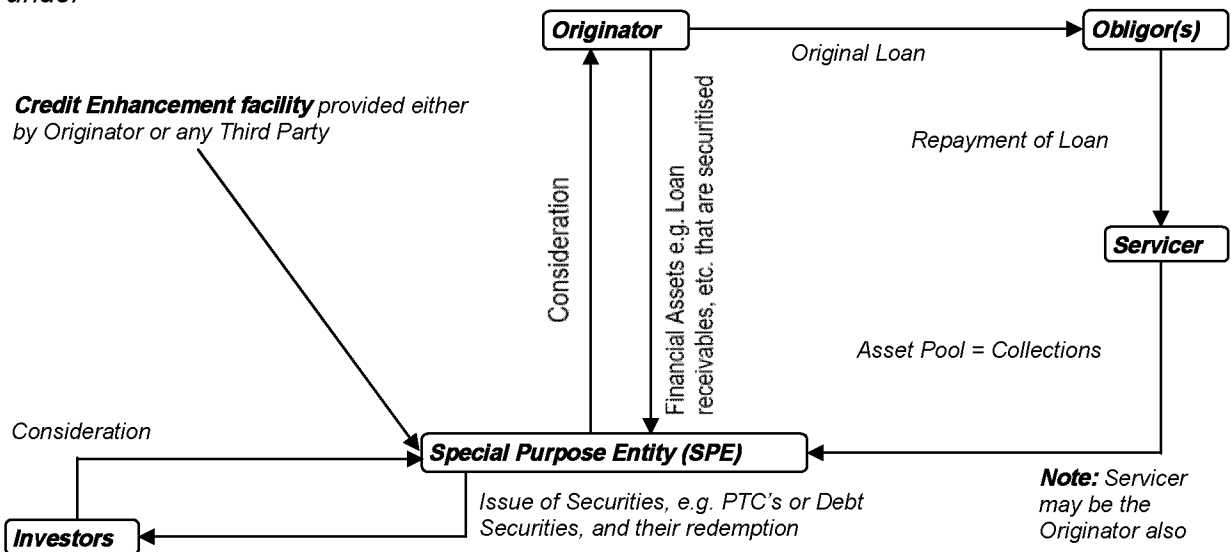 under
Originator
Obligor(s)
Original Loan
Credit Enhancement facility provided either
by Originator or any Third Party
Repayment of Loan
Consideration
Financial Assets e.g. Loan
receivables, etc. that are securitised
Servicer
Asset Pool = Collections
Consideration
Special Purpose Entity (SPE)
Issue of Securities, e.g. PTC's or Debt
Securities, and their redemption
Note: Servicer
may be the
Originator also
Investors